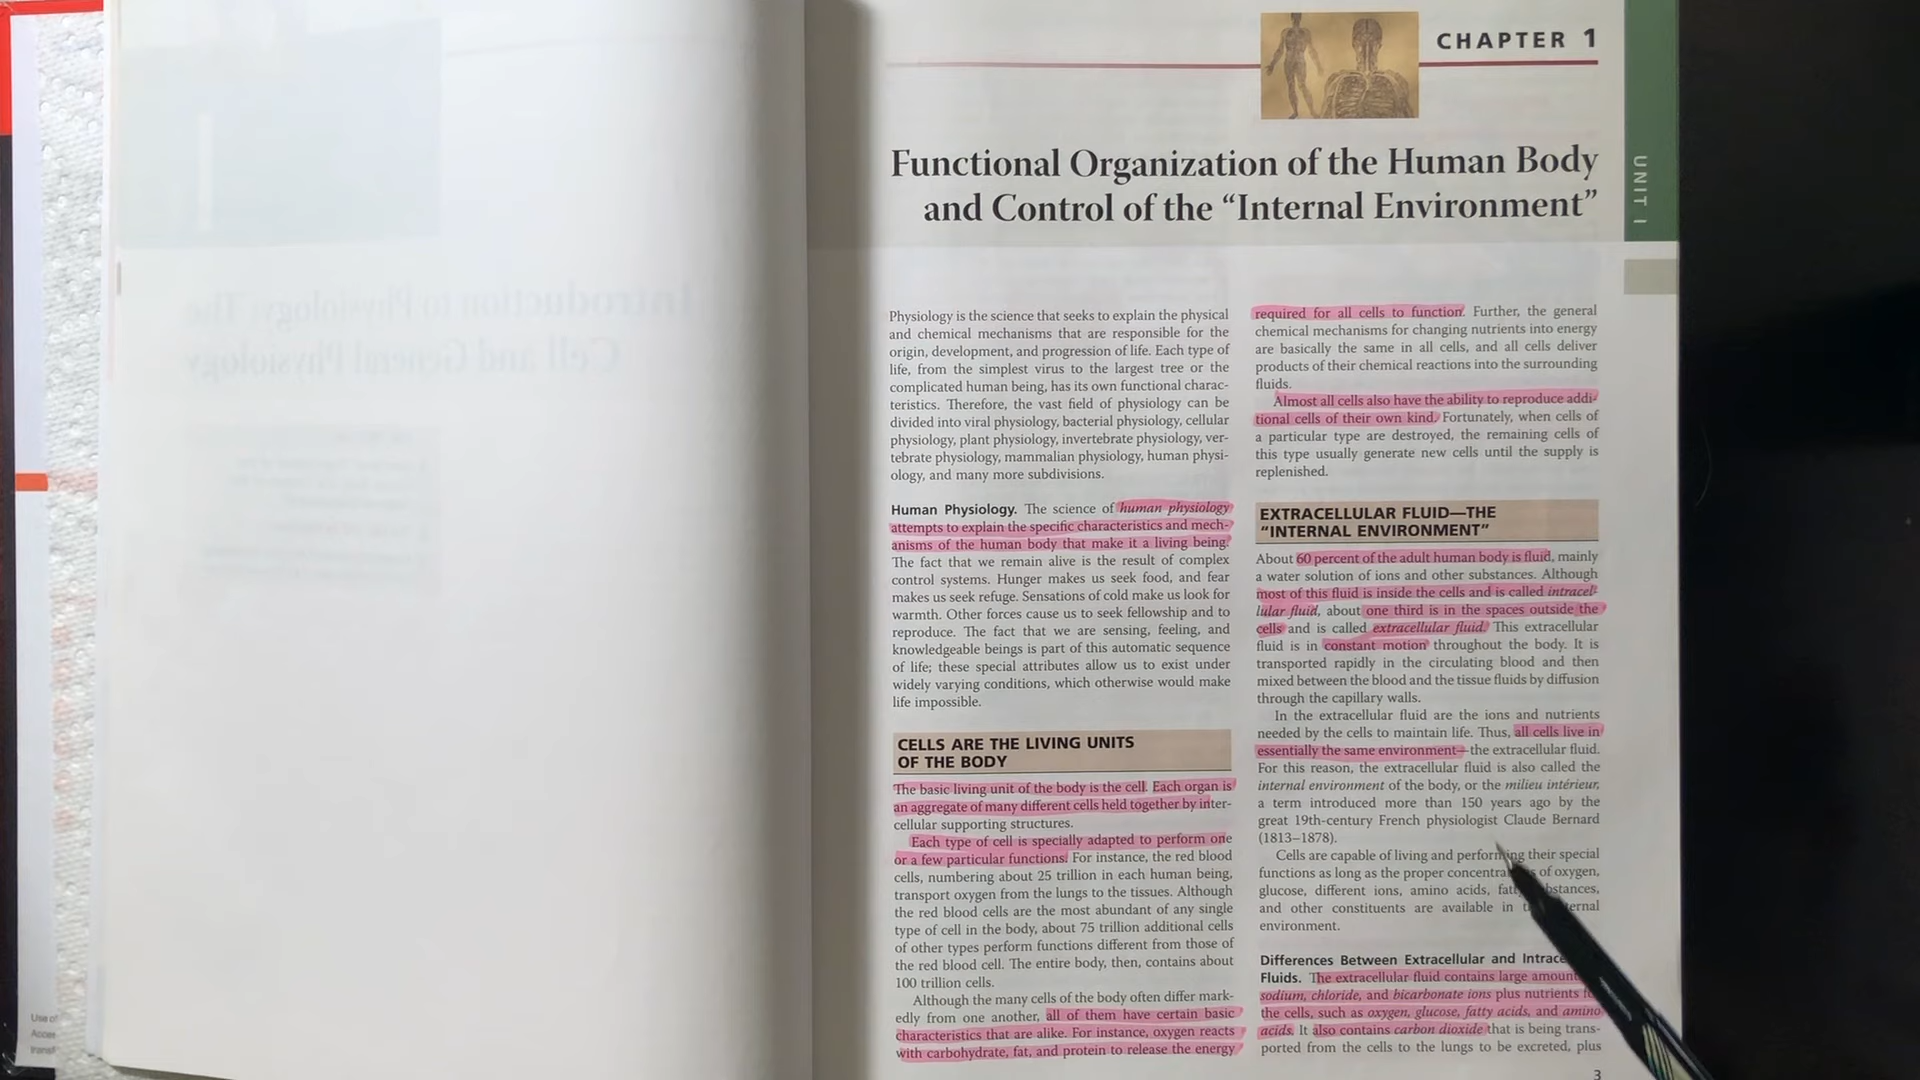 CHAPTER 1
UNIT I
Functional Organization of the Human Body
and Control of the “Internal Environment”
Physiology is the science that seeks to explain the physical
and chemical mechanisms that are responsible for the
origin, development, and progression of life. Each type of
life, from the simplest virus to the largest tree or the
complicated human being, has its own functional charac-
teristics. Therefore, the vast field of physiology can be
divided into viral physiology, bacterial physiology, cellular
physiology, plant physiology, invertebrate physiology, ver-
tebrate physiology, mammalian physiology, human physi-
ology, and many more subdivisions.
Human Physiology. The science of human physiology
attempts to explain the specific characteristics and mech-
anisms of the human body that make it a living being.
The fact that we remain alive is the result of complex
control systems. Hunger makes us seek food, and fear
makes us seek refuge. Sensations of cold make us look for
warmth. Other forces cause us to seek fellowship and to
reproduce. The fact that we are sensing, feeling, and
knowledgeable beings is part of this automatic sequence
of life; these special attributes allow us to exist under
widely varying conditions, which otherwise would make
life impossible.
CELLS ARE THE LIVING UNITS
OF THE BODY
The basic living unit of the body is the cell. Each organ is
an aggregate of many different cells held together by inter-
cellular supporting structures.
Each type of cell is specially adapted to perform one
or a few particular functions. For instance, the red blood
cells, numbering about 25 trillion in each human being,
transport oxygen from the lungs to the tissues. Although
the red blood cells are the most abundant of any single
type of cell in the body, about 75 trillion additional cells
of other types perform functions different from those of
the red blood cell. The entire body, then, contains about
100 trillion cells.
Although the many cells of the body often differ mark-
edly from one another, all of them have certain basic
characteristics that are alike. For instance, oxygen reacts
with carbohydrate, fat, and protein to release the energy
required for all cells to function. Further, the general
chemical mechanisms for changing nutrients into energy
are basically the same in all cells, and all cells deliver
products of their chemical reactions into the surrounding
fluids.
Almost all cells also have the ability to reproduce addi-
tional cells of their own kind. Fortunately, when cells of
a particular type are destroyed, the remaining cells of
this type usually generate new cells until the supply is
replenished.
EXTRACELLULAR FLUID—THE
“INTERNAL ENVIRONMENT”
About 60 percent of the adult human body is fluid, mainly
a water solution of ions and other substances. Although
most of this fluid is inside the cells and is called intracel-
lular fluid, about one third is in the spaces outside the
cells and is called extracellular fluid. This extracellular
fluid is in constant motion throughout the body. It is
transported rapidly in the circulating blood and then
mixed between the blood and the tissue fluids by diffusion
through the capillary walls.
In the extracellular fluid are the ions and nutrients
needed by the cells to maintain life. Thus, all cells live in
essentially the same environment—the extracellular fluid.
For this reason, the extracellular fluid is also called the
internal environment of the body, or the milieu intérieur,
a term introduced more than 150 years ago by the
great 19th-century French physiologist Claude Bernard
(1813–1878).
Cells are capable of living and performing their special
functions as long as the proper of oxygen,
glucose, different ions, amino acids,
and other constituents are available in
environment.
Differences Between Extracellular and
Fluids. The extracellular fluid contains large
sodium, chloride, and bicarbonate ions plus nutrients
the cells, such as oxygen, glucose, fatty acids, and amino
acids. It also contains carbon dioxide that is being trans-
ported from the cells to the lungs to be excreted, plus
3